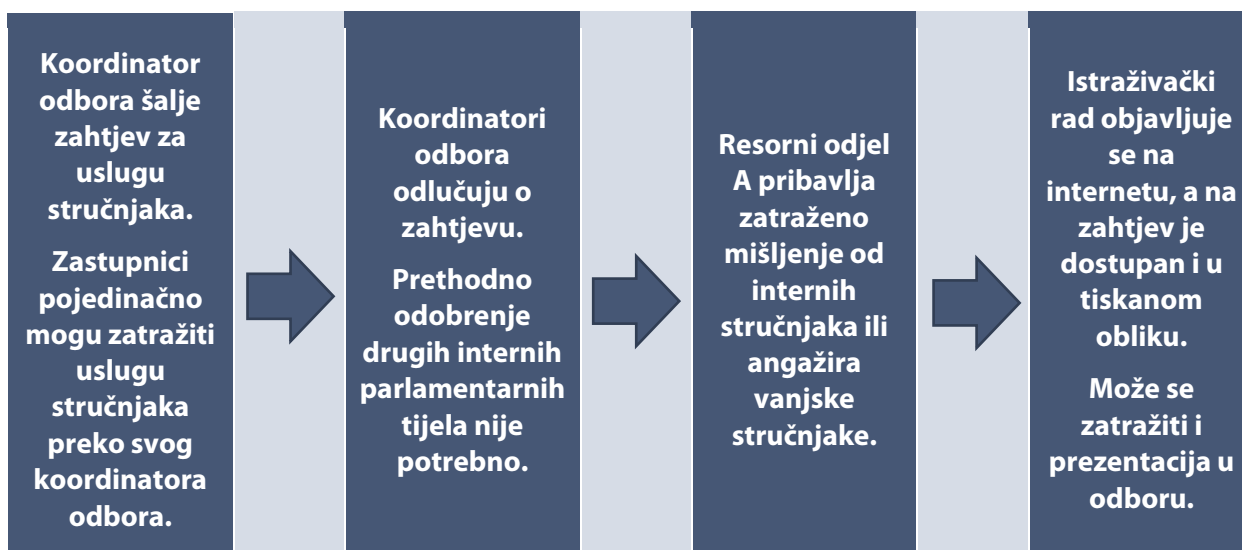 Koordinator
odbora šalje
zahtjev za
uslugu
stručnjaka.
Zastupnici
pojedinačno
mogu zatražiti
uslugu
stručnjaka
preko svog
koordinatora
odbora.
Koordinatori
odbora
odlučuju o
zahtjevu.
Prethodno
odobrenje
drugih internih
parlamentarnih
tijela nije
potrebno.
Resorni odjel
A pribavlja
zatraženo
mišljenje od
internih
stručnjaka ili
angažira
vanjske
stručnjake.
Istraživački
rad objavljuje
se na
internetu, a na
zahtjev je
dostupan i u
tiskanom
obliku.
Može se
zatražiti i
prezentacija u
odboru.